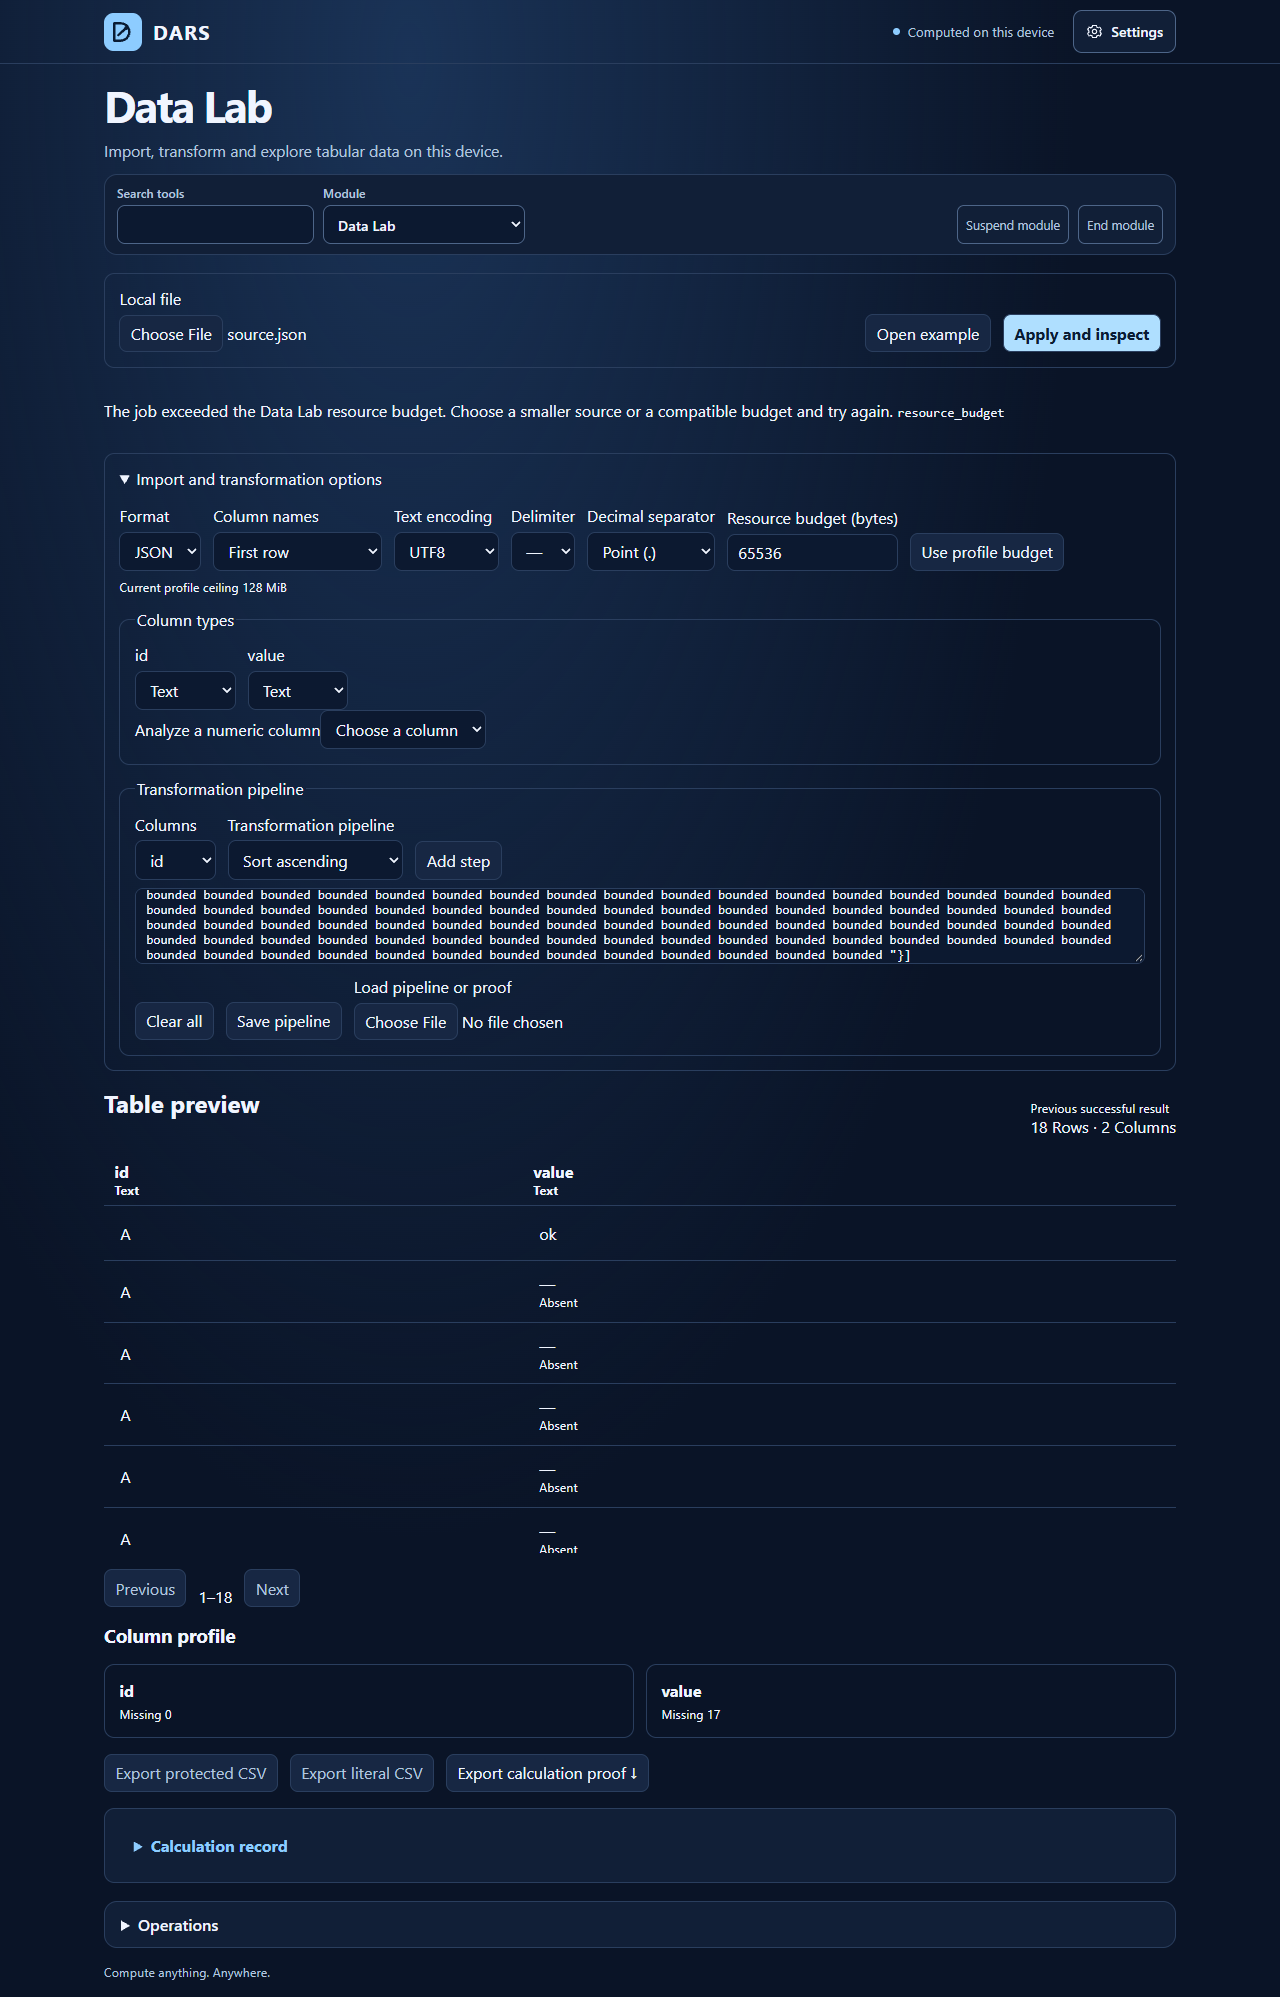 DARS
Computed on this device
Settings
Data Lab
Import, transform and explore tabular data on this device.
Search tools
Module
Data Lab
Suspend module
End module
Local file
Choose File source.json
Open example
Apply and inspect
The job exceeded the Data Lab resource budget. Choose a smaller source or a compatible budget and try again. resource_budget
▼ Import and transformation options
Format
Column names
Text encoding
Delimiter
Decimal separator
Resource budget (bytes)
JSON
First row
UTF8
—
Point (.)
65536
Use profile budget
Current profile ceiling 128 MiB
Column types
id
value
Text
Text
Analyze a numeric column
Choose a column
Transformation pipeline
Columns
Transformation pipeline
id
Sort ascending
Add step
bounded bounded bounded bounded bounded bounded bounded bounded bounded bounded bounded bounded bounded bounded bounded bounded bounded
bounded bounded bounded bounded bounded bounded bounded bounded bounded bounded bounded bounded bounded bounded bounded bounded bounded
bounded bounded bounded bounded bounded bounded bounded bounded bounded bounded bounded bounded bounded bounded bounded bounded bounded
bounded bounded bounded bounded bounded bounded bounded bounded bounded bounded bounded bounded bounded bounded bounded bounded bounded
bounded bounded bounded bounded bounded bounded bounded bounded bounded bounded bounded bounded bounded "}]
Load pipeline or proof
Clear all
Save pipeline
Choose File No file chosen
Table preview
Previous successful result
18 Rows · 2 Columns
id
Text
value
Text
A
ok
A
—
Absent
A
—
Absent
A
—
Absent
A
—
Absent
A
—
Absent
Previous
1–18
Next
Column profile
id
Missing 0
value
Missing 17
Export protected CSV
Export literal CSV
Export calculation proof ↓
▶ Calculation record
▶ Operations
Compute anything. Anywhere.